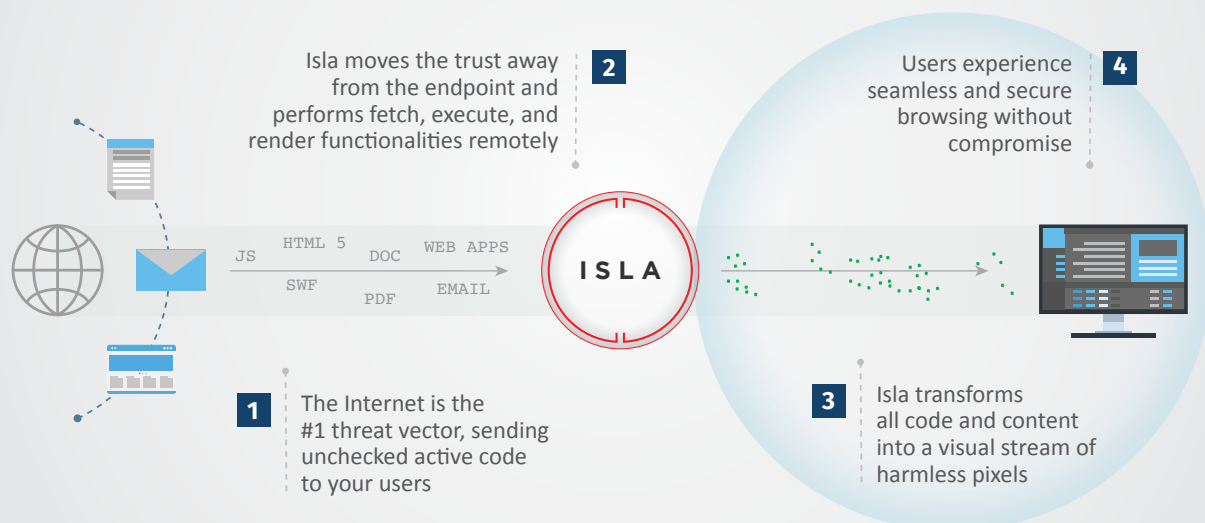 Isla moves the trust away
from the endpoint and
performs fetch, execute, and
render functionalities remotely
2
Users experience
seamless and secure
browsing without
compromise
4
JS
HTML 5
DOC
WEB APPS
SWF
PDF
EMAIL
ISLA
1
The Internet is the
#1 threat vector, sending
unchecked active code
to your users
3
Isla transforms
all code and content
into a visual stream of
harmless pixels